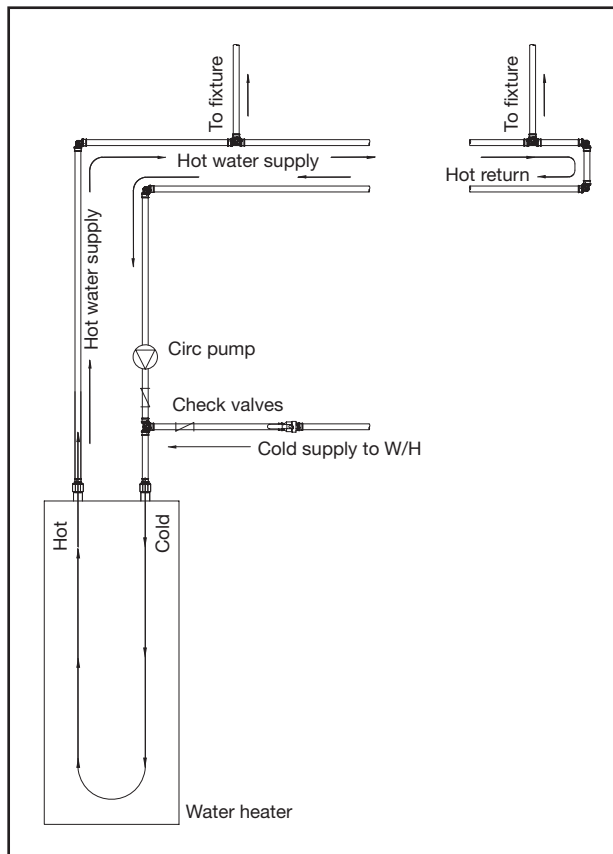 To fixture
To fixture
Hot water supply
Hot return
Hot water supply
Circ pump
Check valves
Cold supply to W/H
Hot
Cold
Water heater